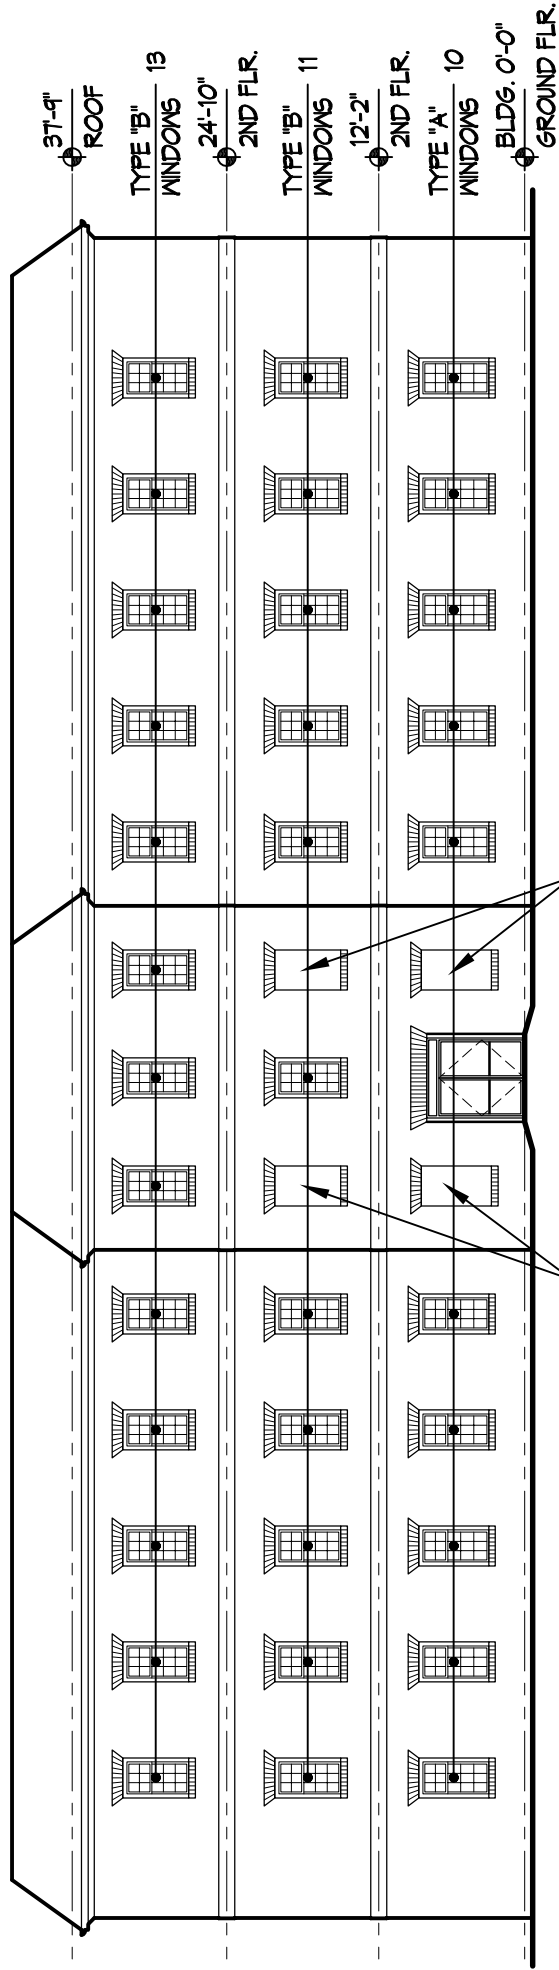 37'-9"
ROOF
TYPE "B" 13
WINDOWS
24'-10"
2ND FLR.
TYPE "B" 11
WINDOWS
12'-2"
2ND FLR.
TYPE "A" 10
WINDOWS
BLDG. 0'-0"
GROUND FLR.